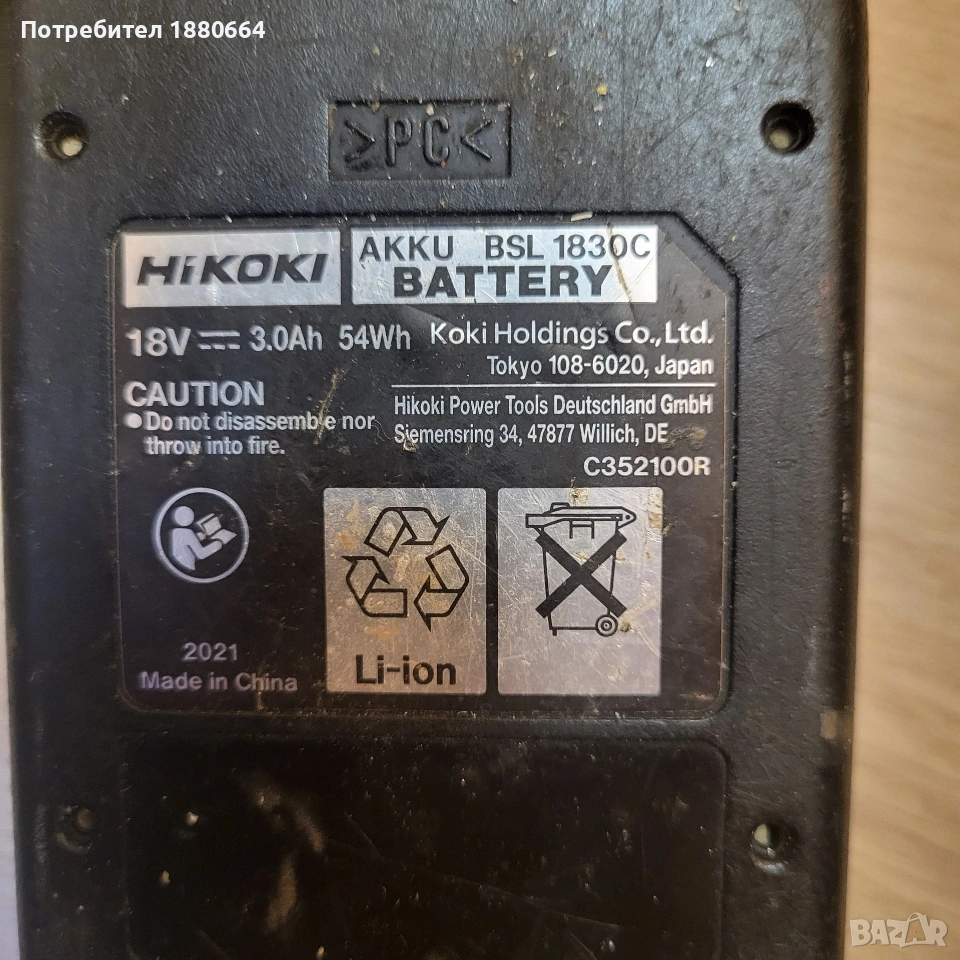 Потребител 1880664
>PC<
HiKOKI
AKKU BSL 1830C
BATTERY
18V 3.0Ah 54Wh
Koki Holdings Co., Ltd.
Tokyo 108-6020, Japan
CAUTION
• Do not disassemble nor
throw into fire.
Hikoki Power Tools Deutschland GmbH
Siemensring 34, 47877 Willich, DE
C352100R
2021
Made in China
Li-ion
BAZAR